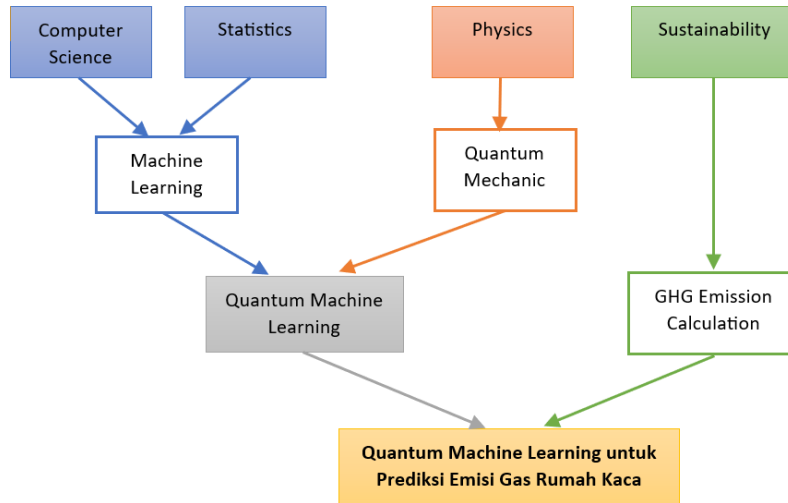 Computer
Science
Statistics
Physics
Sustainability
Machine
Learning
Quantum
Mechanic
Quantum Machine
Learning
GHG Emission
Calculation
Quantum Machine Learning untuk
Prediksi Emisi Gas Rumah Kaca